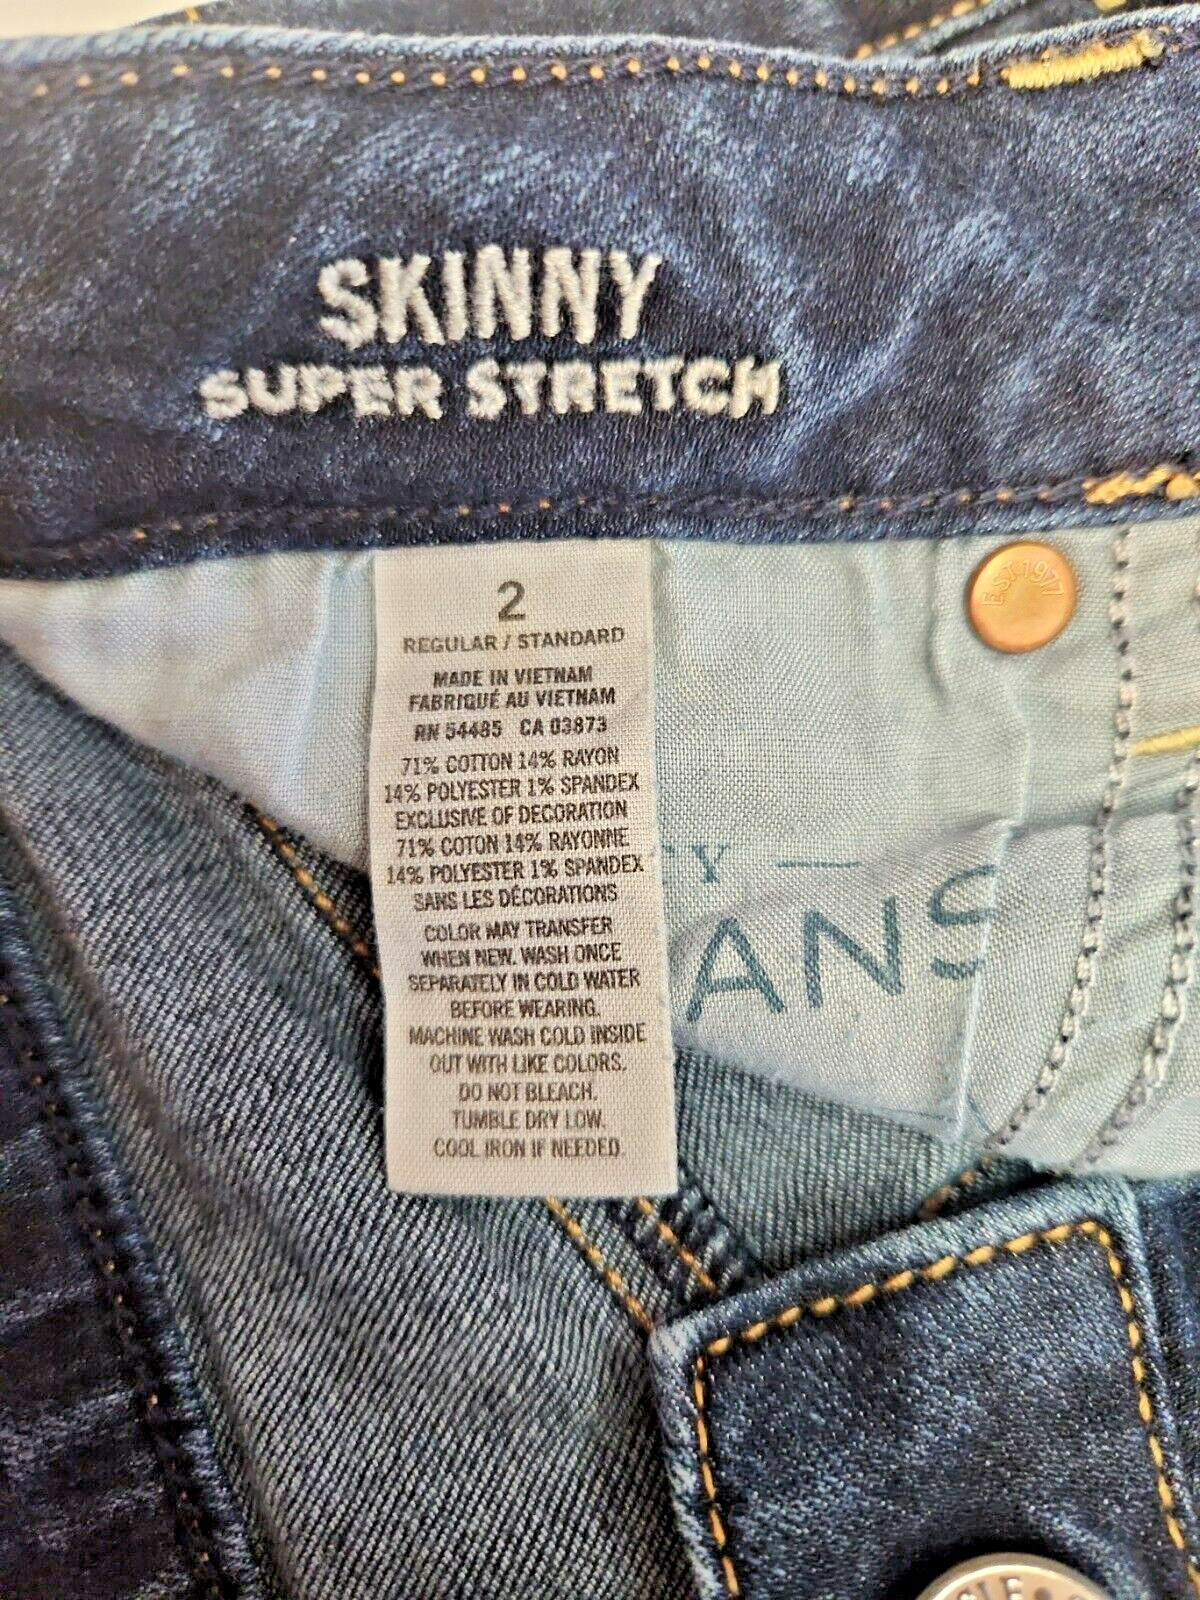 SKINNY
SUPER STRETCH
EST 1977
2
REGULAR / STANDARD
MADE IN VIETNAM
FABRIQUÉ AU VIETNAM
RN 54485 CA 03873
71% COTTON 14% RAYON
14% POLYESTER 1% SPANDEX
EXCLUSIVE OF DECORATION
71% COTON 14% RAYONNE
14% POLYESTER 1% SPANDEX
SANS LES DÉCORATIONS
COLOR MAY TRANSFER
WHEN NEW. WASH ONCE
SEPARATELY IN COLD WATER
BEFORE WEARING.
MACHINE WASH COLD INSIDE
OUT WITH LIKE COLORS.
DO NOT BLEACH.
TUMBLE DRY LOW.
COOL IRON IF NEEDED.
TY —
ANS